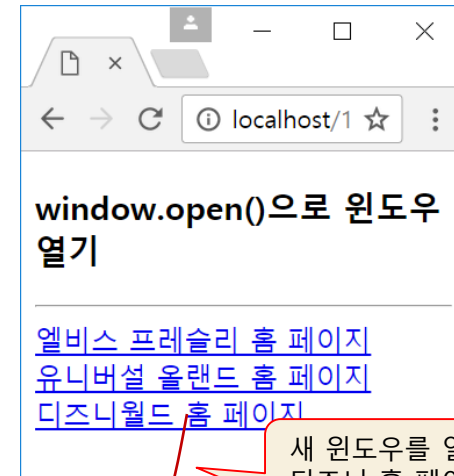 localhost/1
window.open()으로 윈도우
열기
엘비스 프레슬리 홈 페이지
유니버설 올랜드 홈 페이지
디즈니월드 홈 페이지
새 윈도우를